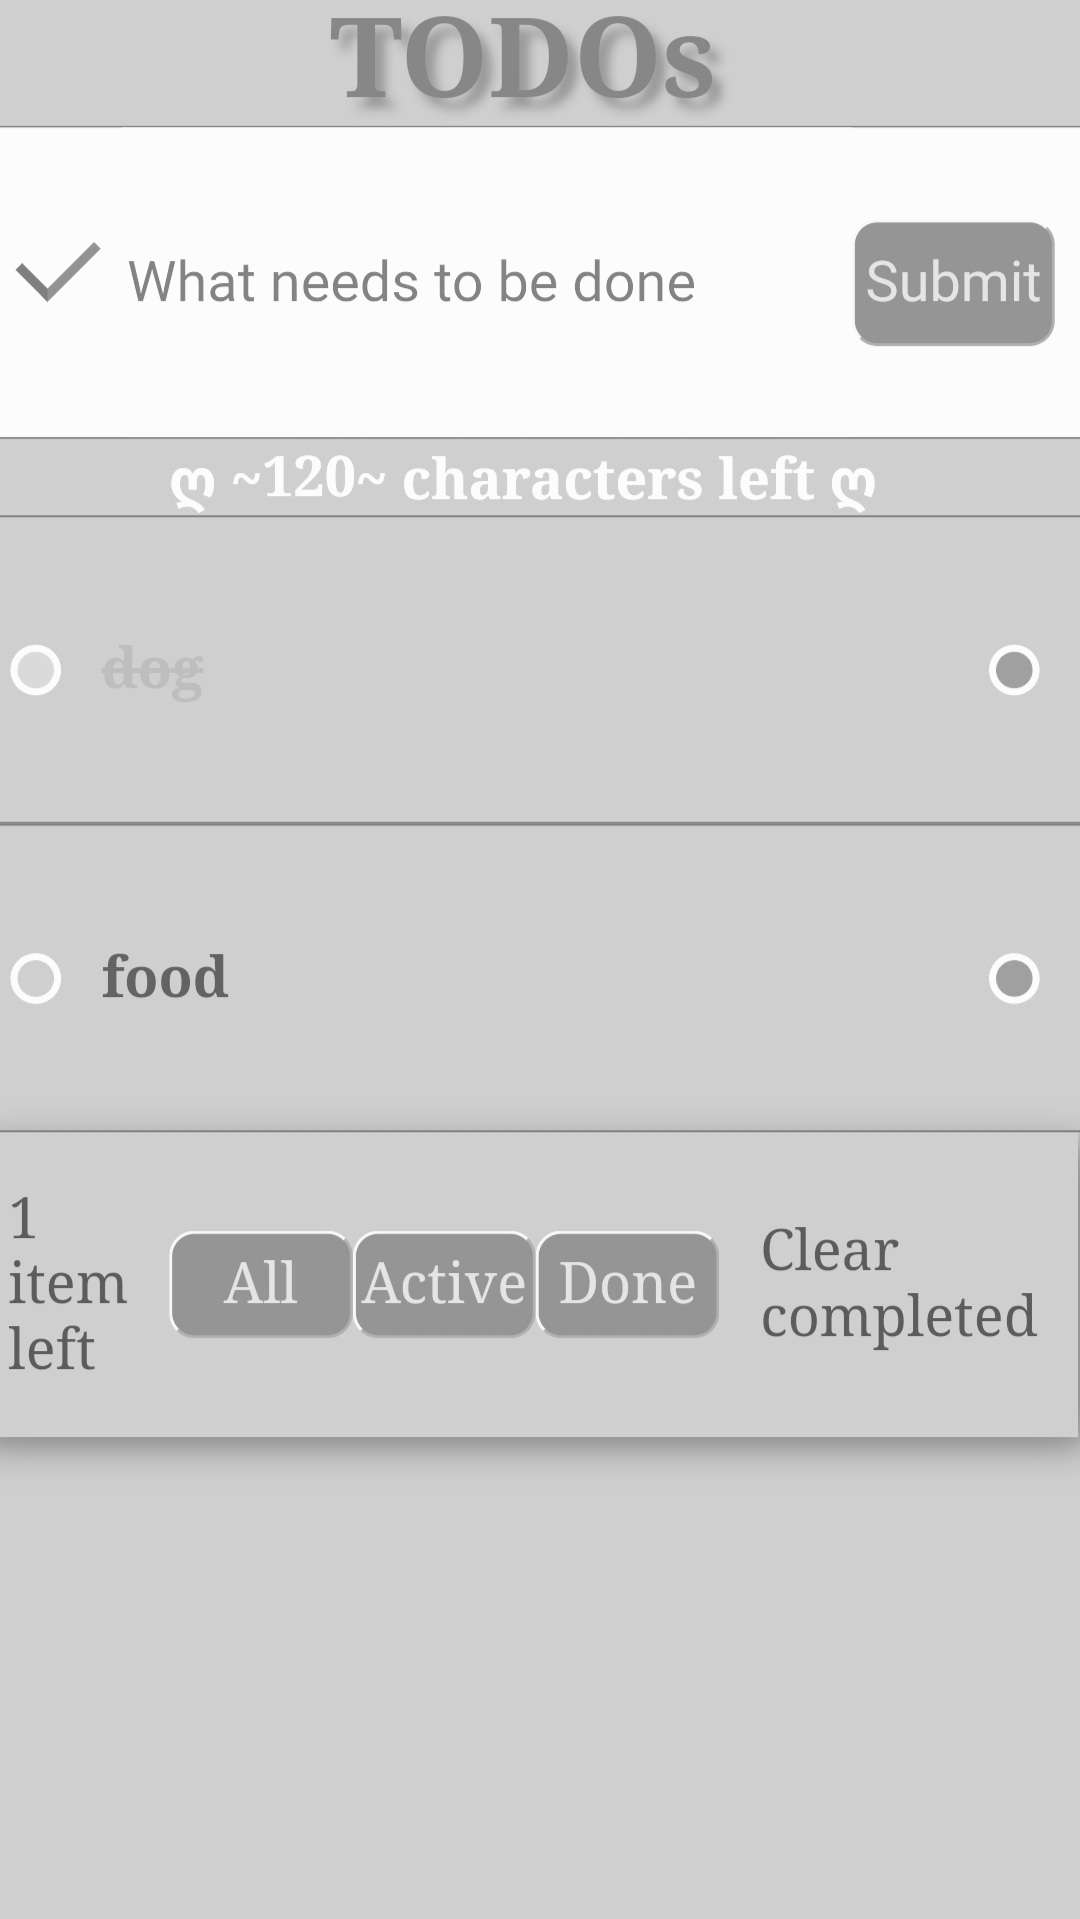 TODOs
What needs to be done
Submit
ღ ~120~ characters left ღ
dog
food
1
item
left
All
Active
Done
Clear
completed